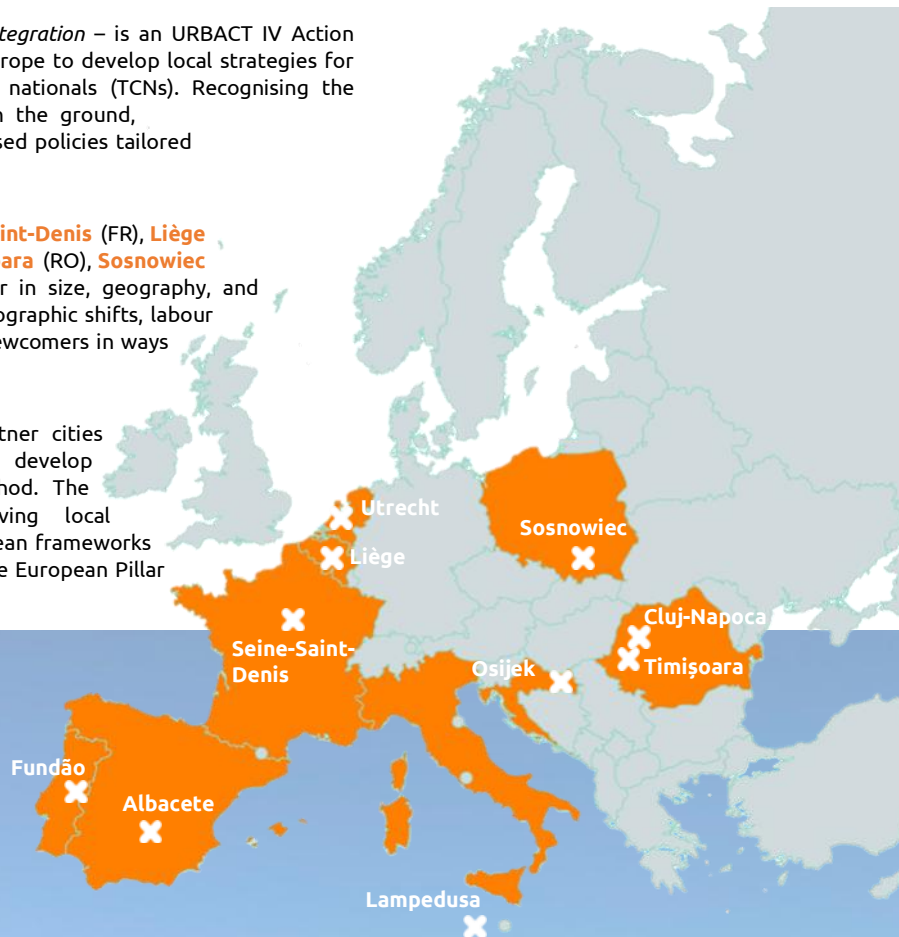 tegration – is an URBACT IV Action
rope to develop local strategies for
nationals (TCNs). Recognising the
the ground,
sed policies tailored
int-Denis (FR), Liège
ara (RO), Sosnowiec
r in size, geography, and
ographic shifts, labour
ewcomers in ways
tner cities
develop
nod. The
ving local
ean frameworks
e European Pillar
Utrecht
Sosnowiec
Liège
Cluj-Napoca
Seine-Saint-
Denis
Osijek
Timișoara
Fundão
Albacete
Lampedusa